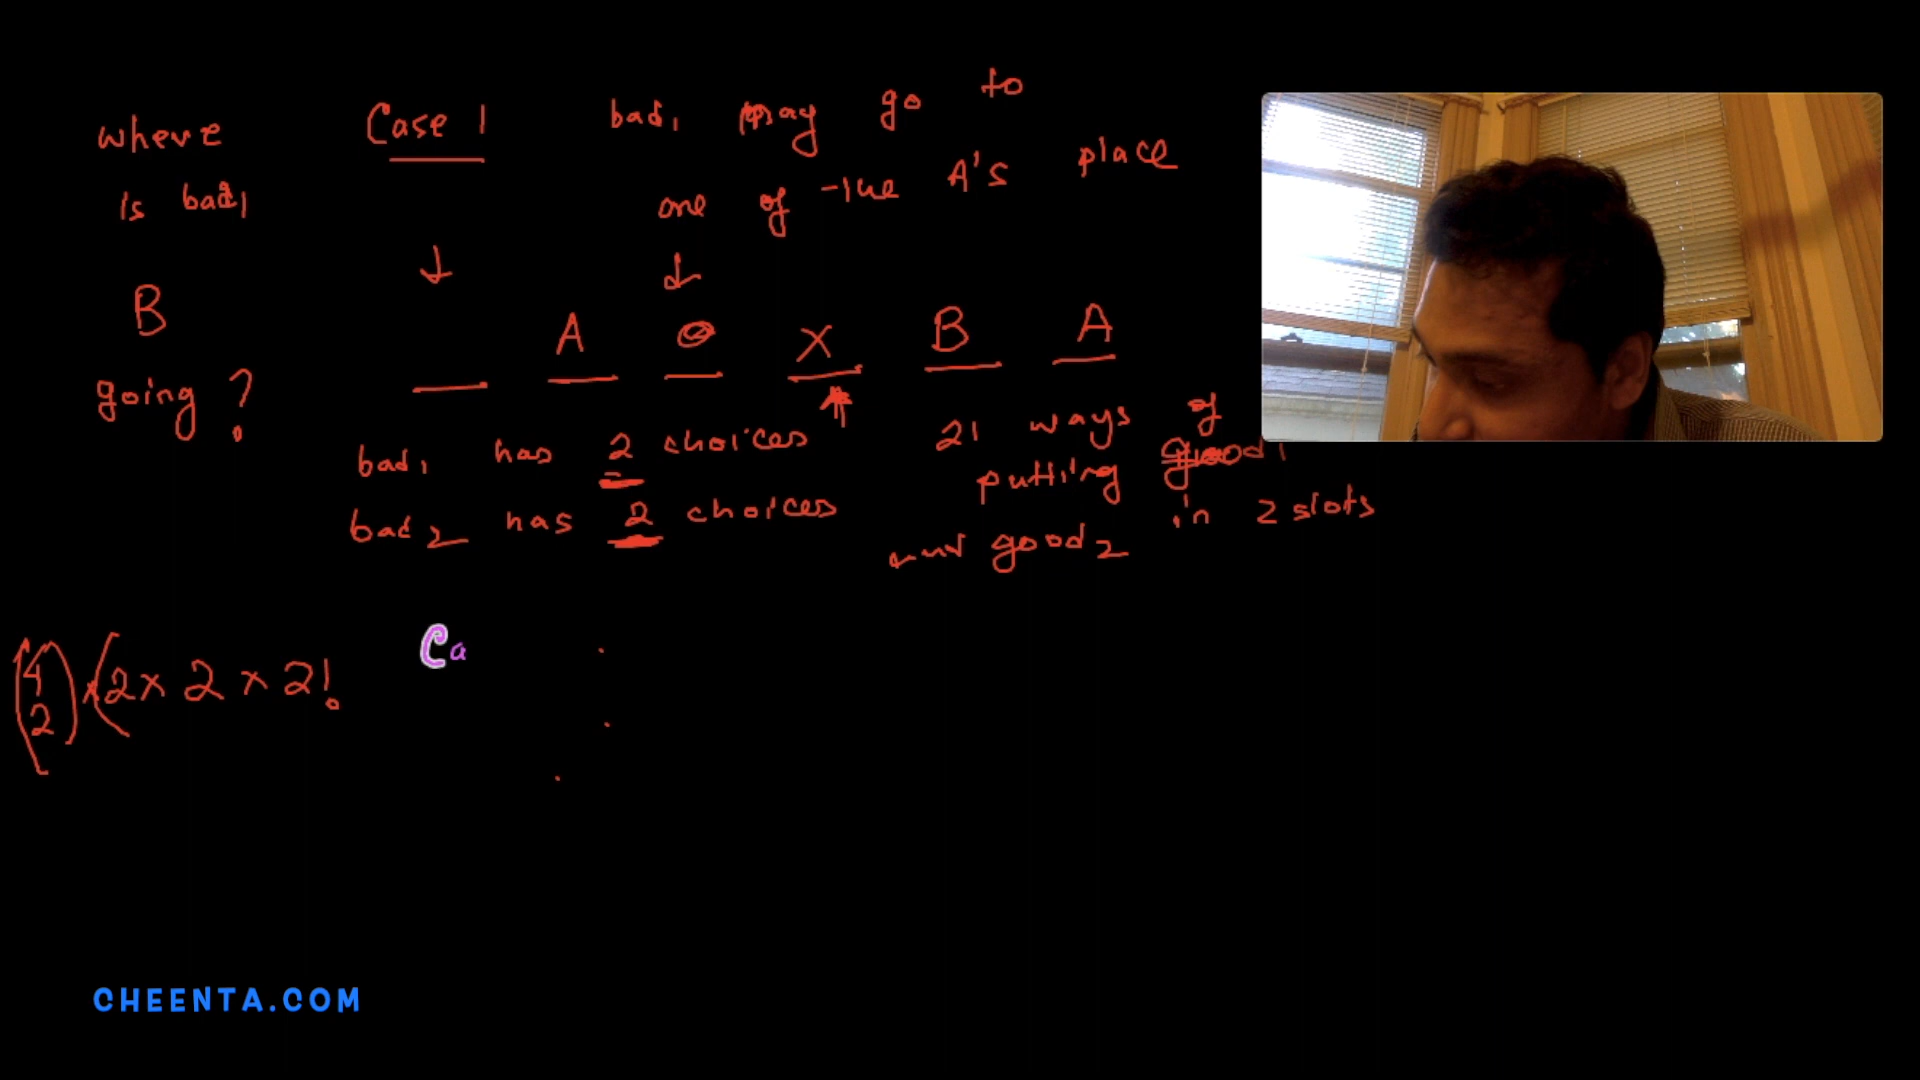 where
is bad1
B
going ?
Case 1
bad1 may go to
one of the A's place
A X B A
bad1 has 2 choices
bad2 has 2 choices
2! ways of
putting good1
and good2 in 2 slots
(4 2) x (2 x 2 x 2!
Ca
CHEENTA.COM